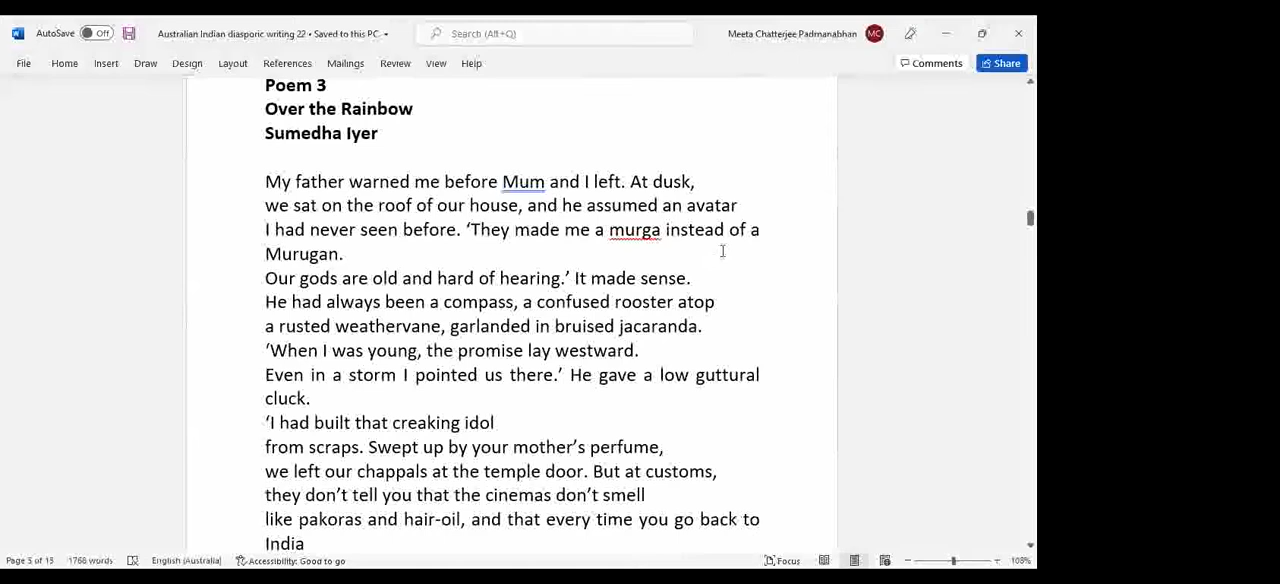 AutoSave Off Australian Indian diasporic writing 22 • Saved to this PC Search (Alt+Q) Meeta Chatterjee Padmanabhan MC
File Home Insert Draw Design Layout References Mailings Review View Help Comments Share
Poem 3
Over the Rainbow
Sumedha Iyer
My father warned me before Mum and I left. At dusk,
we sat on the roof of our house, and he assumed an avatar
I had never seen before. ‘They made me a murga instead of a
Murugan.
Our gods are old and hard of hearing.’ It made sense.
He had always been a compass, a confused rooster atop
a rusted weathervane, garlanded in bruised jacaranda.
‘When I was young, the promise lay westward.
Even in a storm I pointed us there.’ He gave a low guttural
cluck.
‘I had built that creaking idol
from scraps. Swept up by your mother’s perfume,
we left our chappals at the temple door. But at customs,
they don’t tell you that the cinemas don’t smell
like pakoras and hair-oil, and that every time you go back to
India
Page 5 of 15 1766 words English (Australia) Accessibility: Good to go Focus 108%